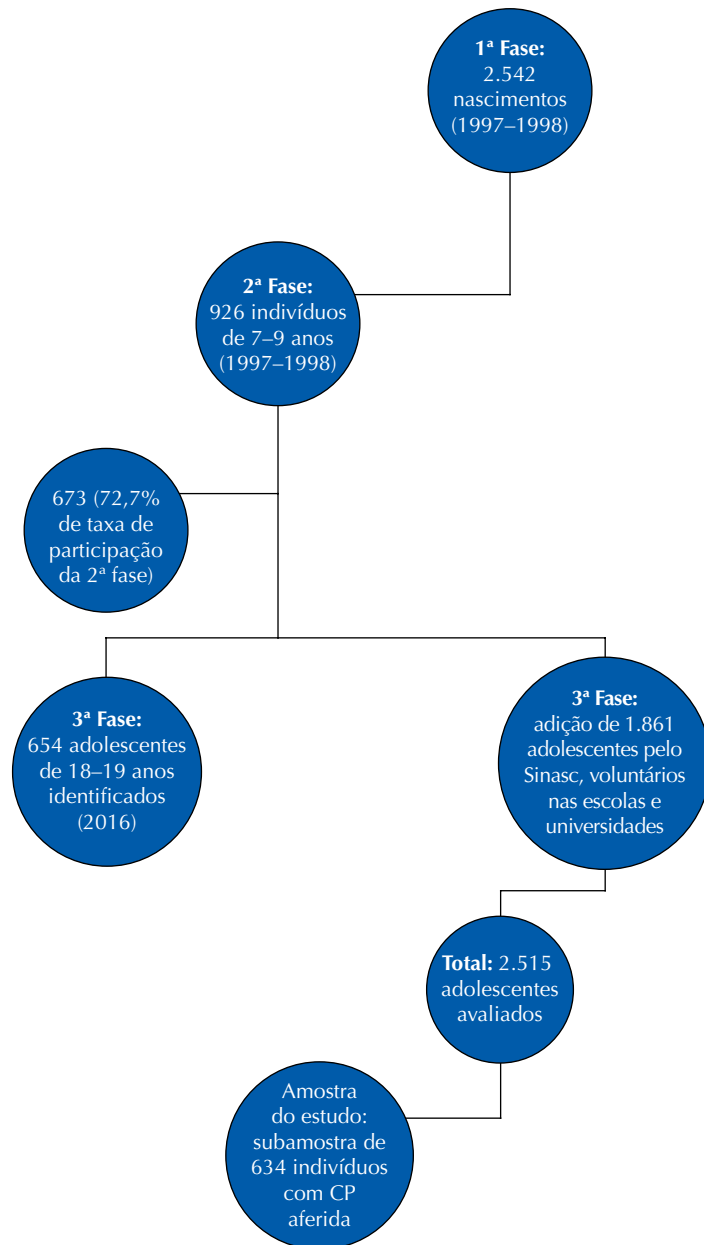 1ª Fase:
2.542
nascimentos
(1997–1998)
2ª Fase:
926 indivíduos
de 7–9 anos
(1997–1998)
673 (72,7%
de taxa de
participação
da 2ª fase)
3ª Fase:
654 adolescentes
de 18–19 anos
identificados
(2016)
3ª Fase:
adição de 1.861
adolescentes pelo
Sinasc, voluntários
nas escolas e
universidades
Total: 2.515
adolescentes
avaliados
Amostra
do estudo:
subamostra de
634 indivíduos
com CP
aferida